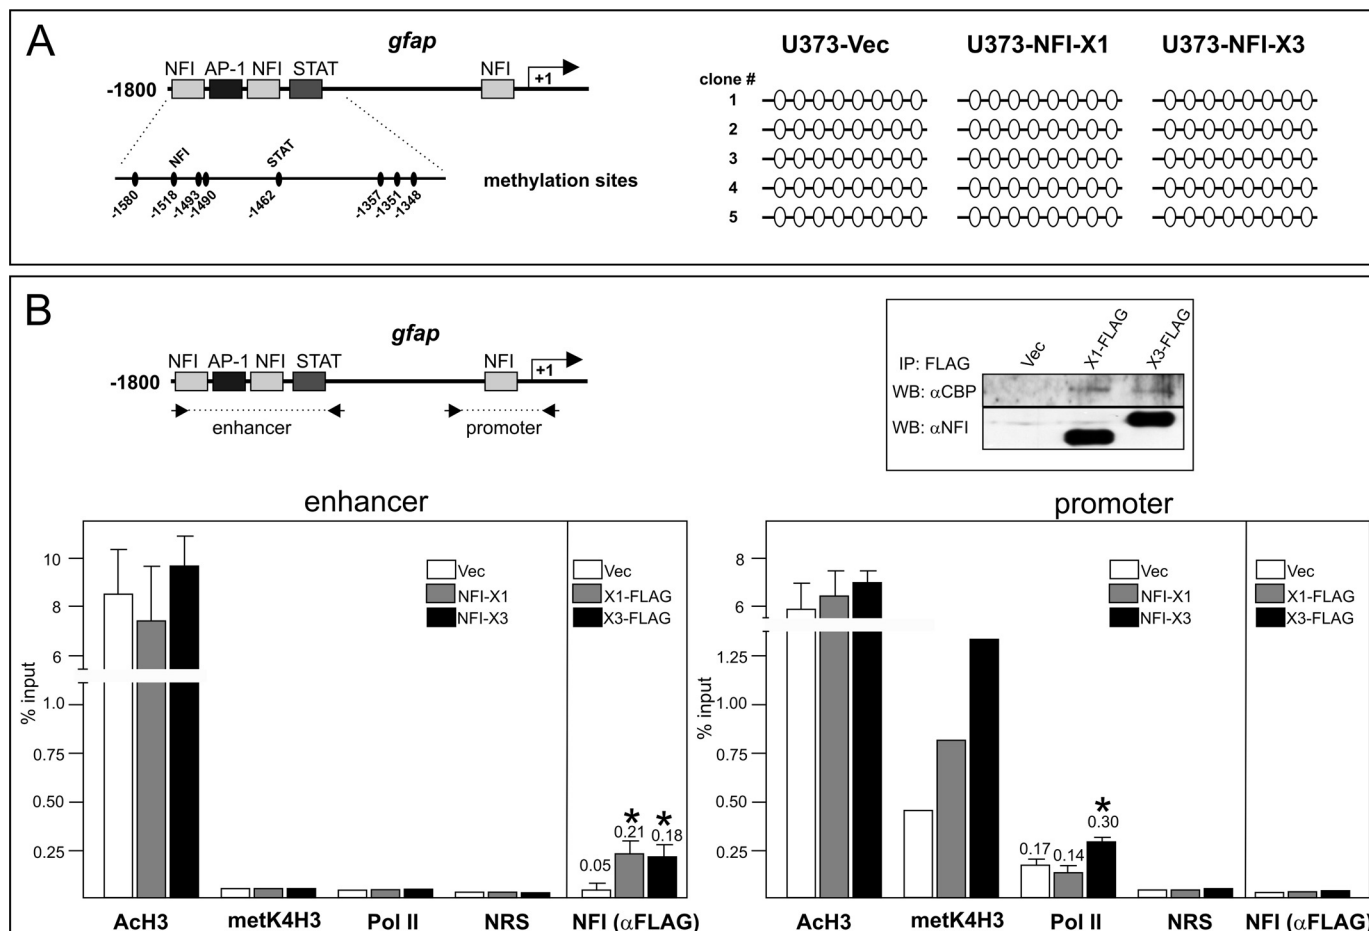 A
gfap
NFI AP-1 NFI STAT NFI
-1800 +1
NFI STAT
-1580 -1518 -1493 -1490 -1462 -1357 -1351 -1348
methylation sites
U373-Vec U373-NFI-X1 U373-NFI-X3
clone #
1
2
3
4
5
B
gfap
NFI AP-1 NFI STAT NFI
-1800 +1
enhancer promoter
IP: FLAG Vec X1-FLAG X3-FLAG
WB: αCBP
WB: αNFI
enhancer
% input
10
8
6
1.0
0.75
0.50
0.25
Vec
NFI-X1
NFI-X3
Vec
X1-FLAG
X3-FLAG
* *
0.05 0.21 0.18
AcH3 metK4H3 Pol II NRS NFI (αFLAG)
promoter
% input
8
6
1.25
1.00
0.75
0.50
0.25
Vec
NFI-X1
NFI-X3
Vec
X1-FLAG
X3-FLAG
*
0.17 0.14 0.30
AcH3 metK4H3 Pol II NRS NFI (αFLAG)